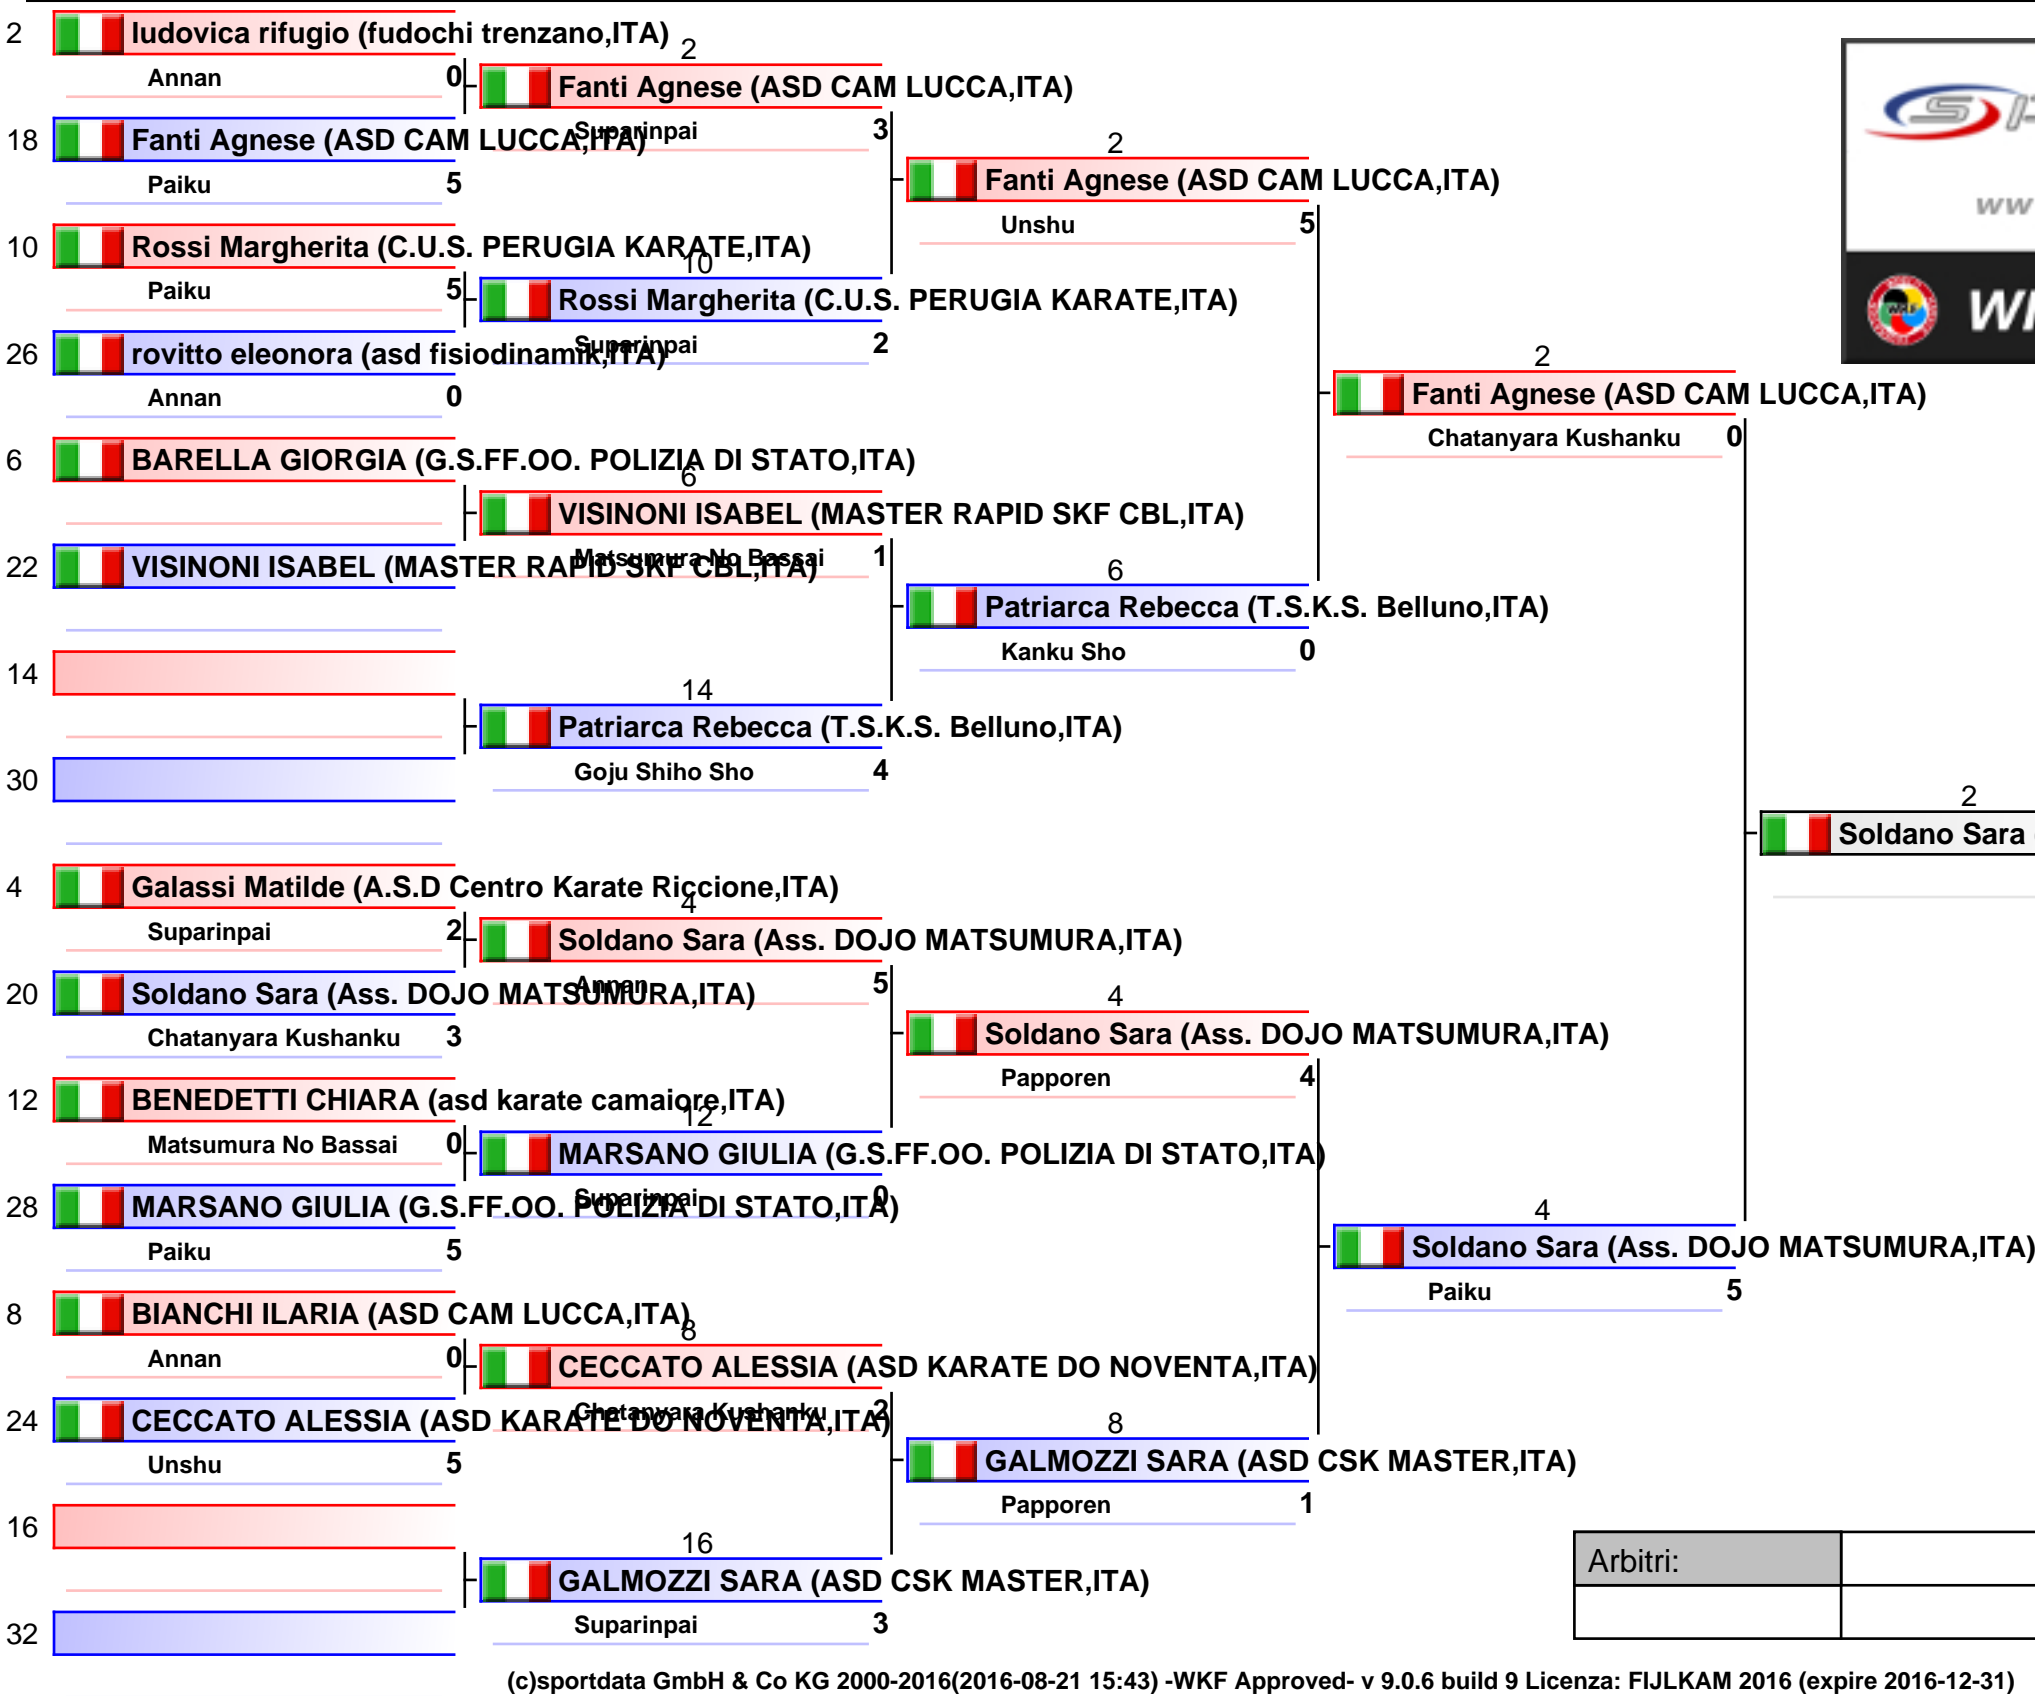 2 ludovica rifugio (fudochi trenzano,ITA)
Annan 0
18 Fanti Agnese (ASD CAM LUCCA,ITA)
Paiku 5
10 Rossi Margherita (C.U.S. PERUGIA KARATE,ITA)
Paiku 5
26 rovitto eleonora (asd fisiodinamik,ITA)
Annan 0
6 BARELLA GIORGIA (G.S.FF.OO. POLIZIA DI STATO,ITA)
22 VISINONI ISABEL (MASTER RAPID SKF CBL,ITA)
14
30
4 Galassi Matilde (A.S.D Centro Karate Riccione,ITA)
Suparinpai 2
20 Soldano Sara (Ass. DOJO MATSUMURA,ITA)
Chatanyara Kushanku 3
12 BENEDETTI CHIARA (asd karate camaiore,ITA)
Matsumura No Bassai 0
28 MARSANO GIULIA (G.S.FF.OO. POLIZIA DI STATO,ITA)
Paiku 5
8 BIANCHI ILARIA (ASD CAM LUCCA,ITA)
Annan 0
24 CECCATO ALESSIA (ASD KARATE DO NOVENTA,ITA)
Unshu 5
16
32
2
Fanti Agnese (ASD CAM LUCCA,ITA)
Suparinpai 3
10
Rossi Margherita (C.U.S. PERUGIA KARATE,ITA)
Suparinpai 2
6
VISINONI ISABEL (MASTER RAPID SKF CBL,ITA)
Matsumura No Bassai 1
14
Patriarca Rebecca (T.S.K.S. Belluno,ITA)
Goju Shiho Sho 4
4
Soldano Sara (Ass. DOJO MATSUMURA,ITA)
Annan 5
12
MARSANO GIULIA (G.S.FF.OO. POLIZIA DI STATO,ITA)
Suparinpai 0
8
CECCATO ALESSIA (ASD KARATE DO NOVENTA,ITA)
Chatanyara Kushanku 2
16
GALMOZZI SARA (ASD CSK MASTER,ITA)
Suparinpai 3
2
Fanti Agnese (ASD CAM LUCCA,ITA)
Unshu 5
6
Patriarca Rebecca (T.S.K.S. Belluno,ITA)
Kanku Sho 0
4
Soldano Sara (Ass. DOJO MATSUMURA,ITA)
Papporen 4
8
GALMOZZI SARA (ASD CSK MASTER,ITA)
Papporen 1
2
Fanti Agnese (ASD CAM LUCCA,ITA)
Chatanyara Kushanku 0
4
Soldano Sara (Ass. DOJO MATSUMURA,ITA)
Paiku 5
2
Soldano Sara
Arbitri:
(c)sportdata GmbH & Co KG 2000-2016(2016-08-21 15:43) -WKF Approved- v 9.0.6 build 9 Licenza: FIJLKAM 2016 (expire 2016-12-31)